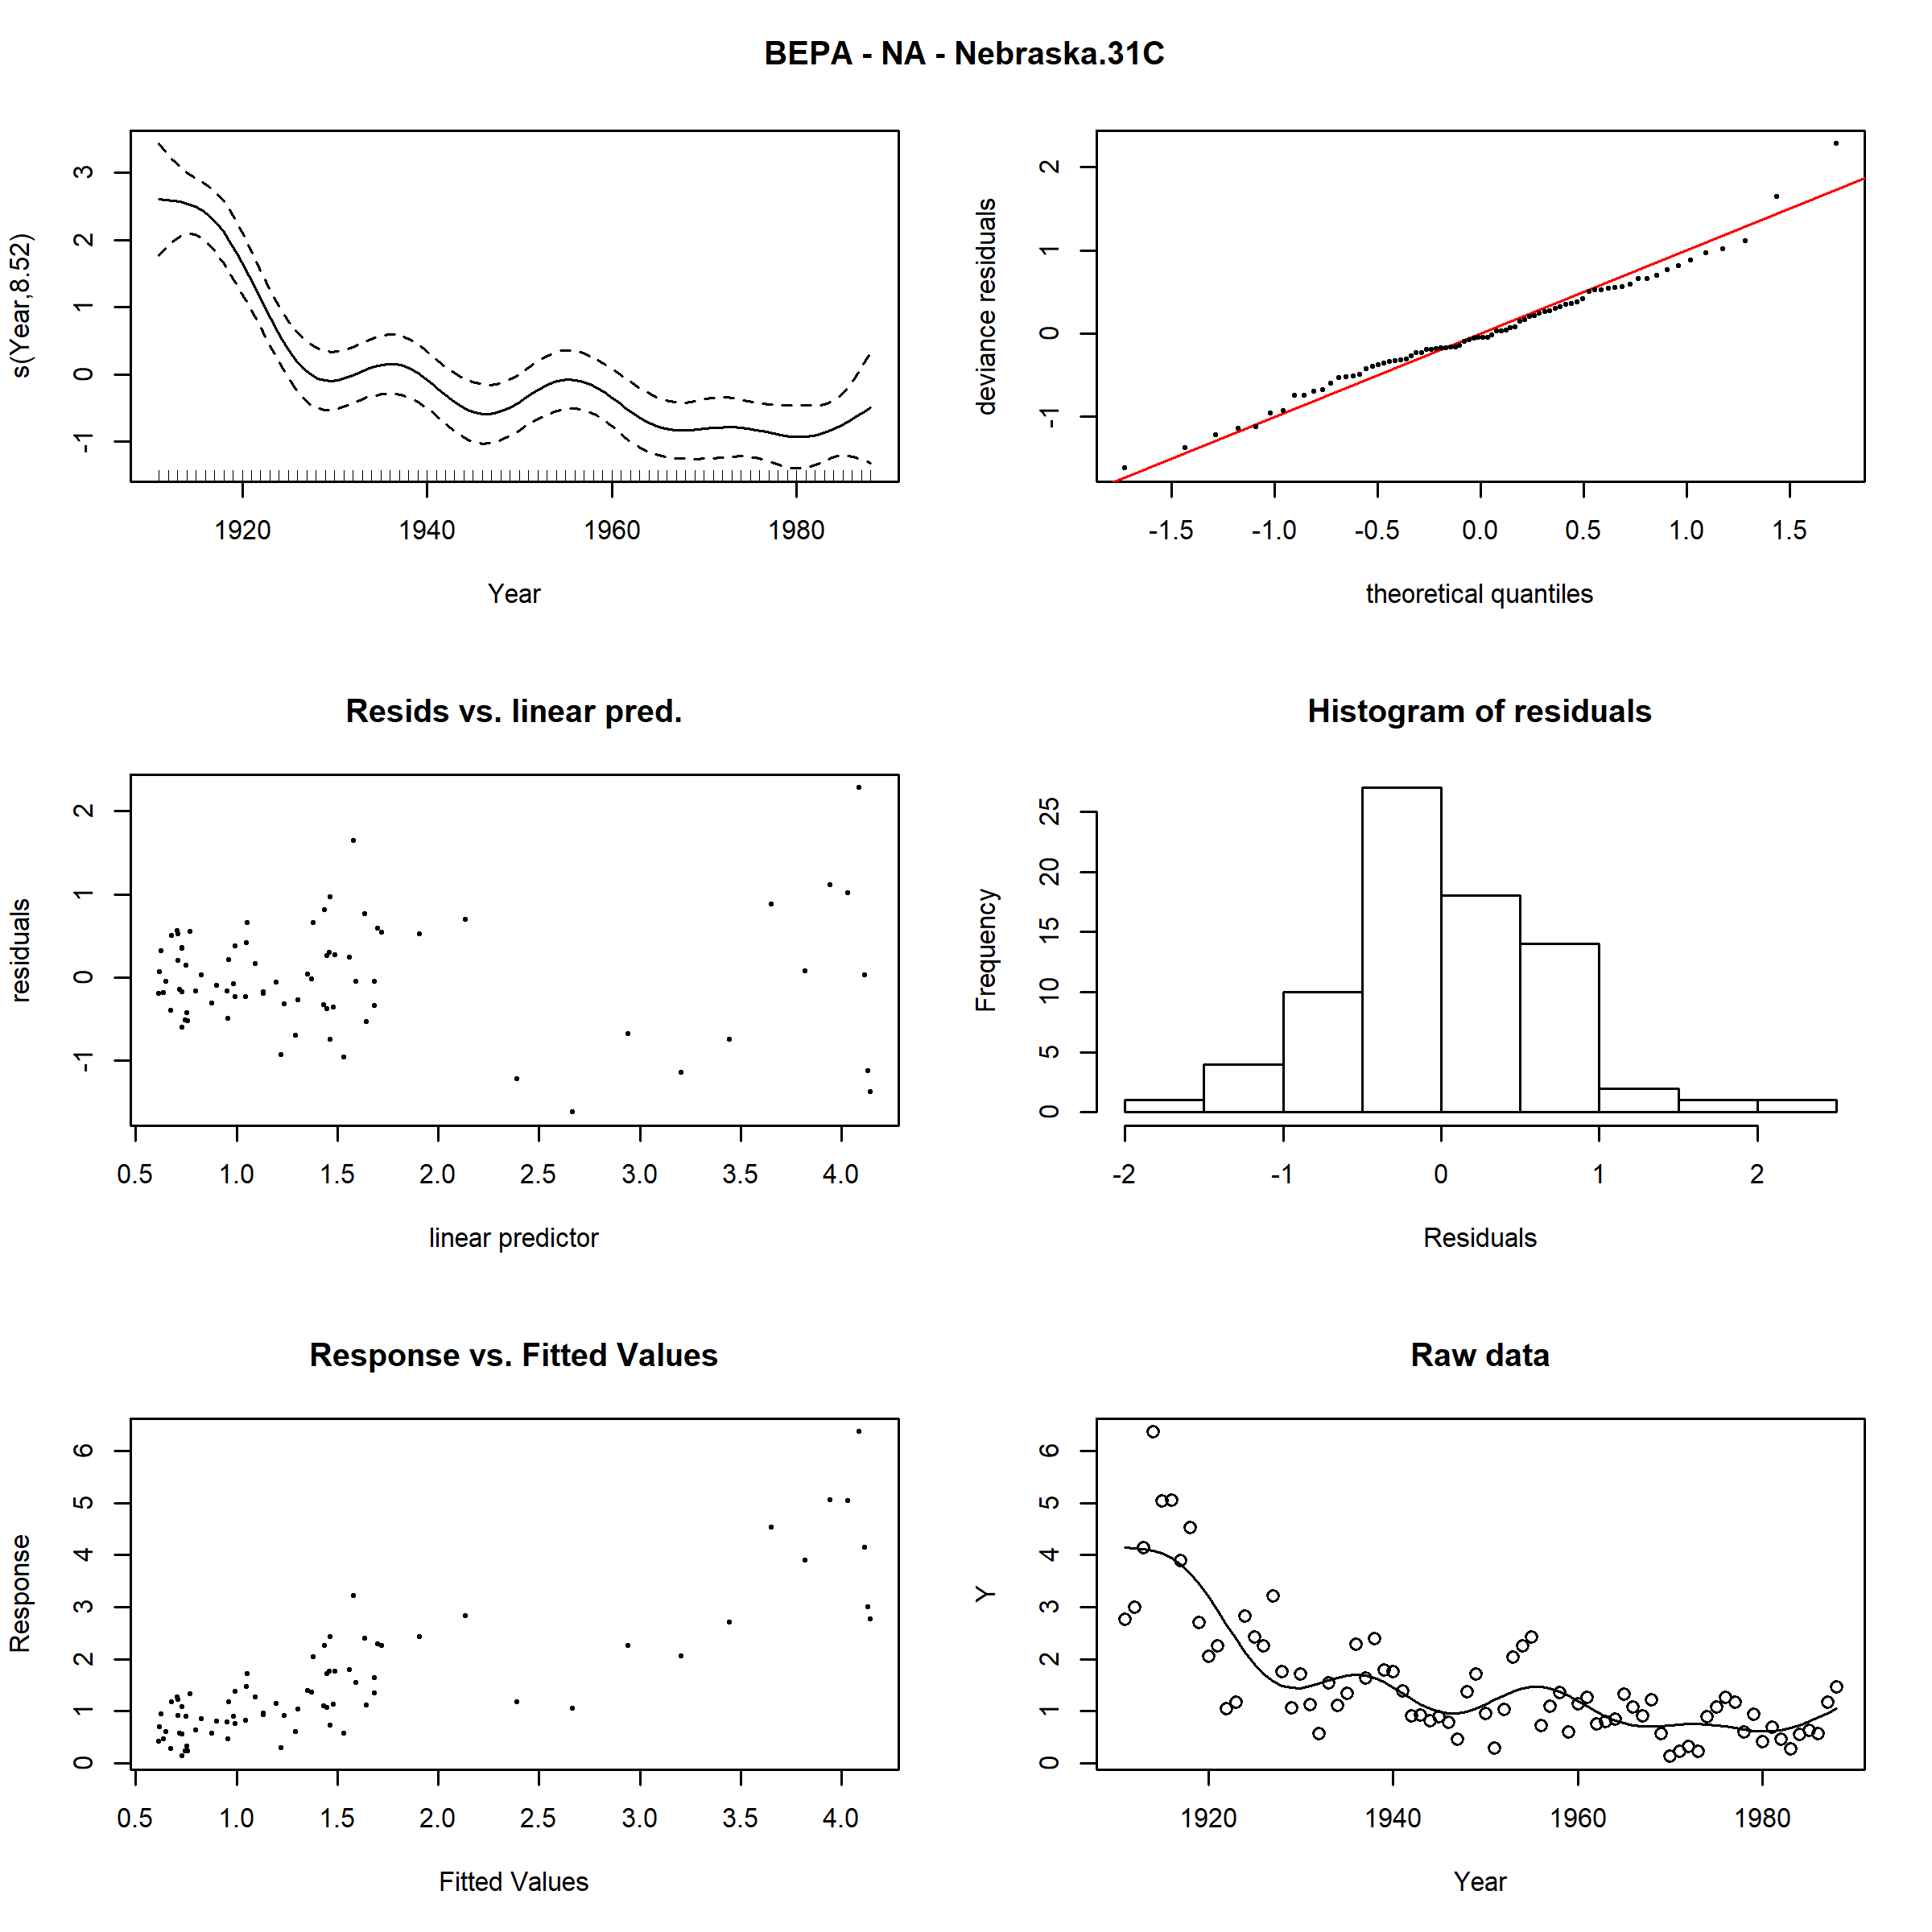 BEPA - NA - Nebraska.31C
s(Year,8.52)
3
2
1
0
-1
1920 1940 1960 1980
Year
deviance residuals
2
1
0
-1
-1.5 -1.0 -0.5 0.0 0.5 1.0 1.5
theoretical quantiles
Resids vs. linear pred.
residuals
2
1
0
-1
0.5 1.0 1.5 2.0 2.5 3.0 3.5 4.0
linear predictor
Histogram of residuals
Frequency
25
20
15
10
5
0
-2 -1 0 1 2
Residuals
Response vs. Fitted Values
Response
6
5
4
3
2
1
0
0.5 1.0 1.5 2.0 2.5 3.0 3.5 4.0
Fitted Values
Raw data
Y
6
5
4
3
2
1
0
1920 1940 1960 1980
Year